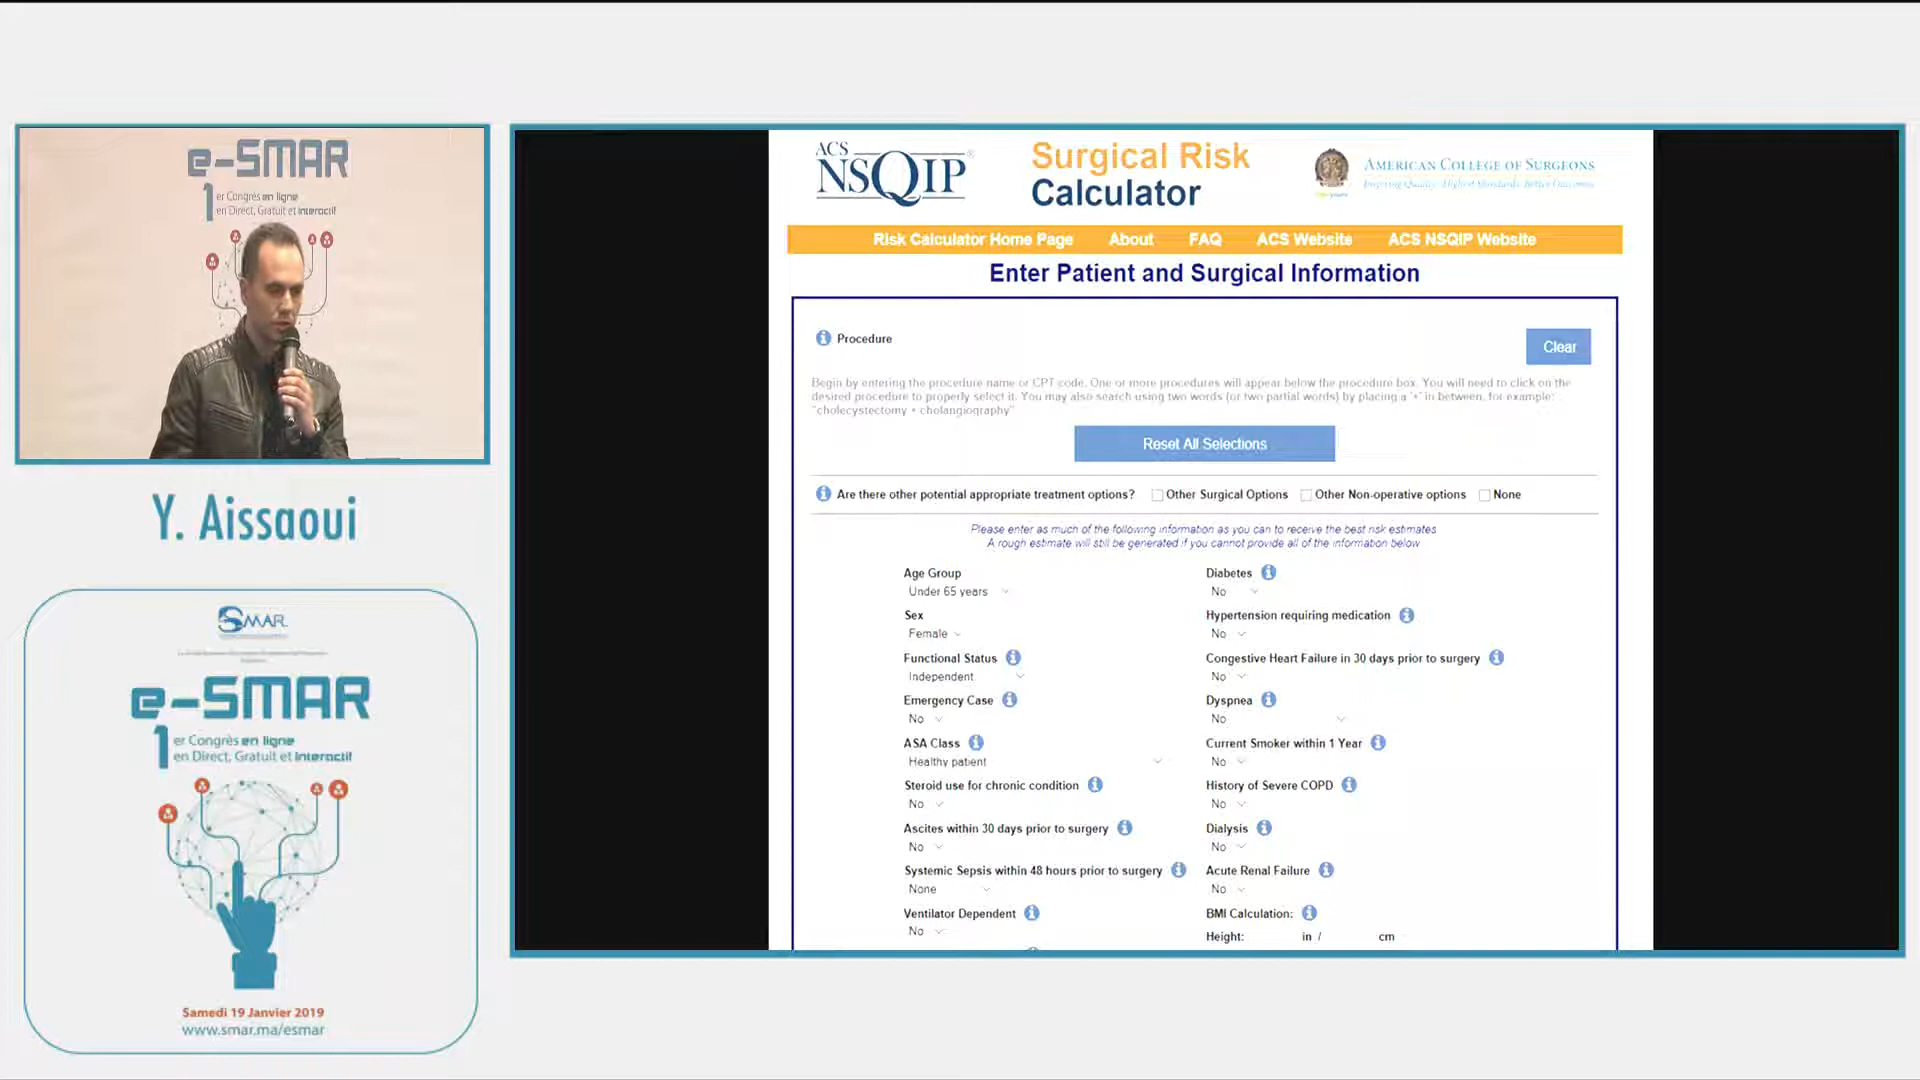 e-SMAR
1er Congrès en ligne
en Direct, Gratuit et Interactif
Y. Aissaoui
SMAR
e-SMAR
1er Congrès en ligne
en Direct, Gratuit et Interactif
Samedi 19 Janvier 2019
www.smar.ma/esmar
ACS
NSQIP®
Surgical Risk
Calculator
AMERICAN COLLEGE OF SURGEONS
Inspiring Quality: Highest Standards, Better Outcomes
Risk Calculator Home Page About FAQ ACS Website ACS NSQIP Website
Enter Patient and Surgical Information
Procedure
Clear
Begin by entering the procedure name or CPT code. One or more procedures will appear below the procedure box. You will need to click on the
desired procedure to properly select it. You may also search using two words (or two partial words) by placing a '+' in between, for example:
"cholecystectomy + cholangiography"
Reset All Selections
Are there other potential appropriate treatment options? Other Surgical Options Other Non-operative options None
Please enter as much of the following information as you can to receive the best risk estimates
A rough estimate will still be generated if you cannot provide all of the information below
Age Group
Under 65 years
Sex
Female
Functional Status
Independent
Emergency Case
No
ASA Class
Healthy patient
Steroid use for chronic condition
No
Ascites within 30 days prior to surgery
No
Systemic Sepsis within 48 hours prior to surgery
None
Ventilator Dependent
No
Diabetes
No
Hypertension requiring medication
No
Congestive Heart Failure in 30 days prior to surgery
No
Dyspnea
No
Current Smoker within 1 Year
No
History of Severe COPD
No
Dialysis
No
Acute Renal Failure
No
BMI Calculation:
Height: in / cm